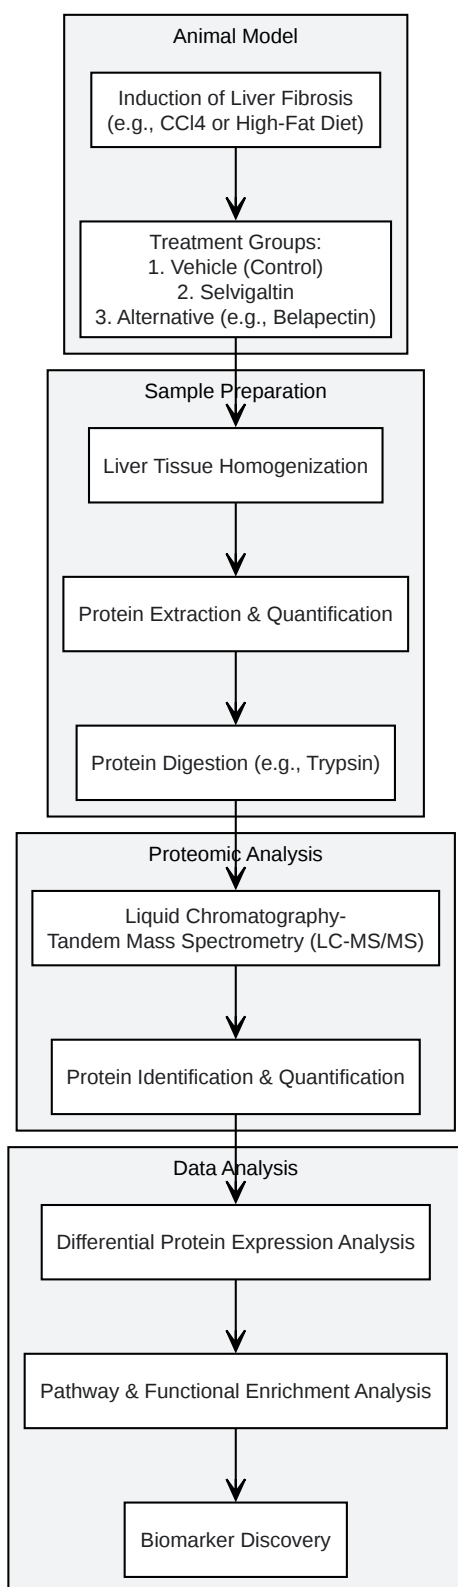 Animal Model
Induction of Liver Fibrosis
(e.g., CCl4 or High-Fat Diet)
Treatment Groups:
1. Vehicle (Control)
2. Selvigaltin
3. Alternative (e.g., Belapectin)
Sample Preparation
Liver Tissue Homogenization
Protein Extraction & Quantification
Protein Digestion (e.g., Trypsin)
Proteomic Analysis
Liquid Chromatography-
Tandem Mass Spectrometry (LC-MS/MS)
Protein Identification & Quantification
Data Analysis
Differential Protein Expression Analysis
Pathway & Functional Enrichment Analysis
Biomarker Discovery